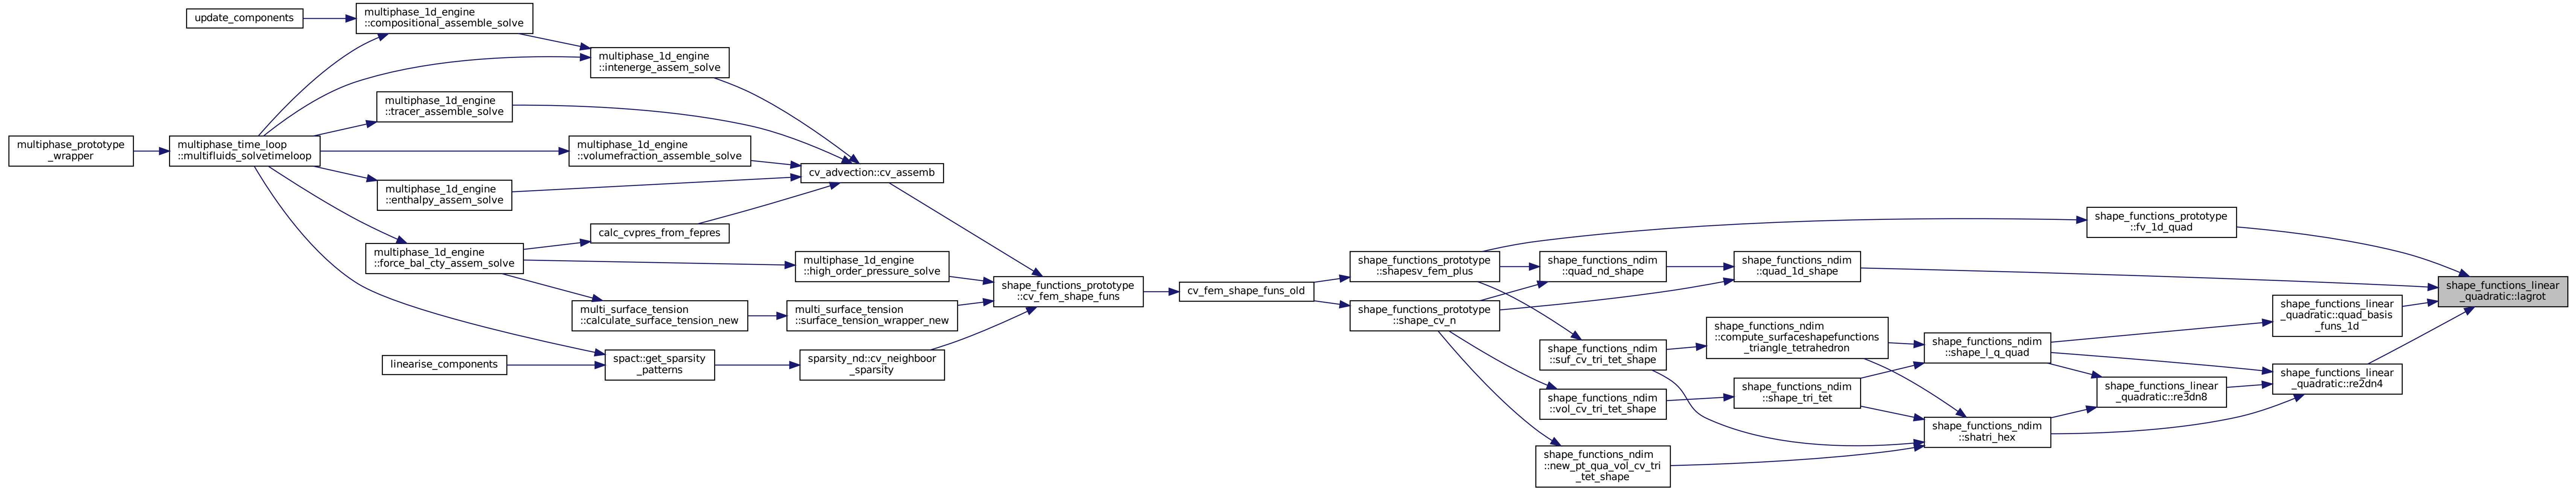 update_components
multiphase_1d_engine
::compositional_assemble_solve
multiphase_1d_engine
::intenerge_assem_solve
multiphase_1d_engine
::tracer_assemble_solve
multiphase_prototype
_wrapper
multiphase_time_loop
::multifluids_solvetimeloop
multiphase_1d_engine
::volumefraction_assemble_solve
cv_advection::cv_assemb
multiphase_1d_engine
::enthalpy_assem_solve
calc_cvpres_from_fepres
multiphase_1d_engine
::force_bal_cty_assem_solve
multiphase_1d_engine
::high_order_pressure_solve
multi_surface_tension
::calculate_surface_tension_new
multi_surface_tension
::surface_tension_wrapper_new
linearise_components
spact::get_sparsity
_patterns
sparsity_nd::cv_neighboor
_sparsity
shape_functions_prototype
::cv_fem_shape_funs
cv_fem_shape_funs_old
shape_functions_prototype
::shapesv_fem_plus
shape_functions_prototype
::shape_cv_n
shape_functions_ndim
::quad_nd_shape
shape_functions_ndim
::suf_cv_tri_tet_shape
shape_functions_ndim
::vol_cv_tri_tet_shape
shape_functions_ndim
::new_pt_qua_vol_cv_tri
_tet_shape
shape_functions_ndim
::quad_1d_shape
shape_functions_ndim
::compute_surfaceshapefunctions
_triangle_tetrahedron
shape_functions_ndim
::shape_tri_tet
shape_functions_ndim
::shape_l_q_quad
shape_functions_ndim
::shatri_hex
shape_functions_prototype
::fv_1d_quad
shape_functions_linear
_quadratic::re3dn8
shape_functions_linear
_quadratic::quad_basis
_funs_1d
shape_functions_linear
_quadratic::re2dn4
shape_functions_linear
_quadratic::lagrot